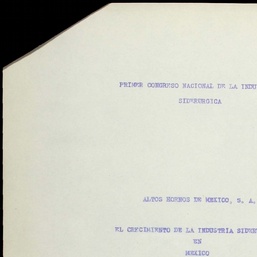 PRIMER CONGRESO NACIONAL DE LA INDU
SIDERURGICA
ALTOS HORNOS DE MEXICO, S. A.
EL CRECIMIENTO DE LA INDUSTRIA SIDER
EN
MEXICO